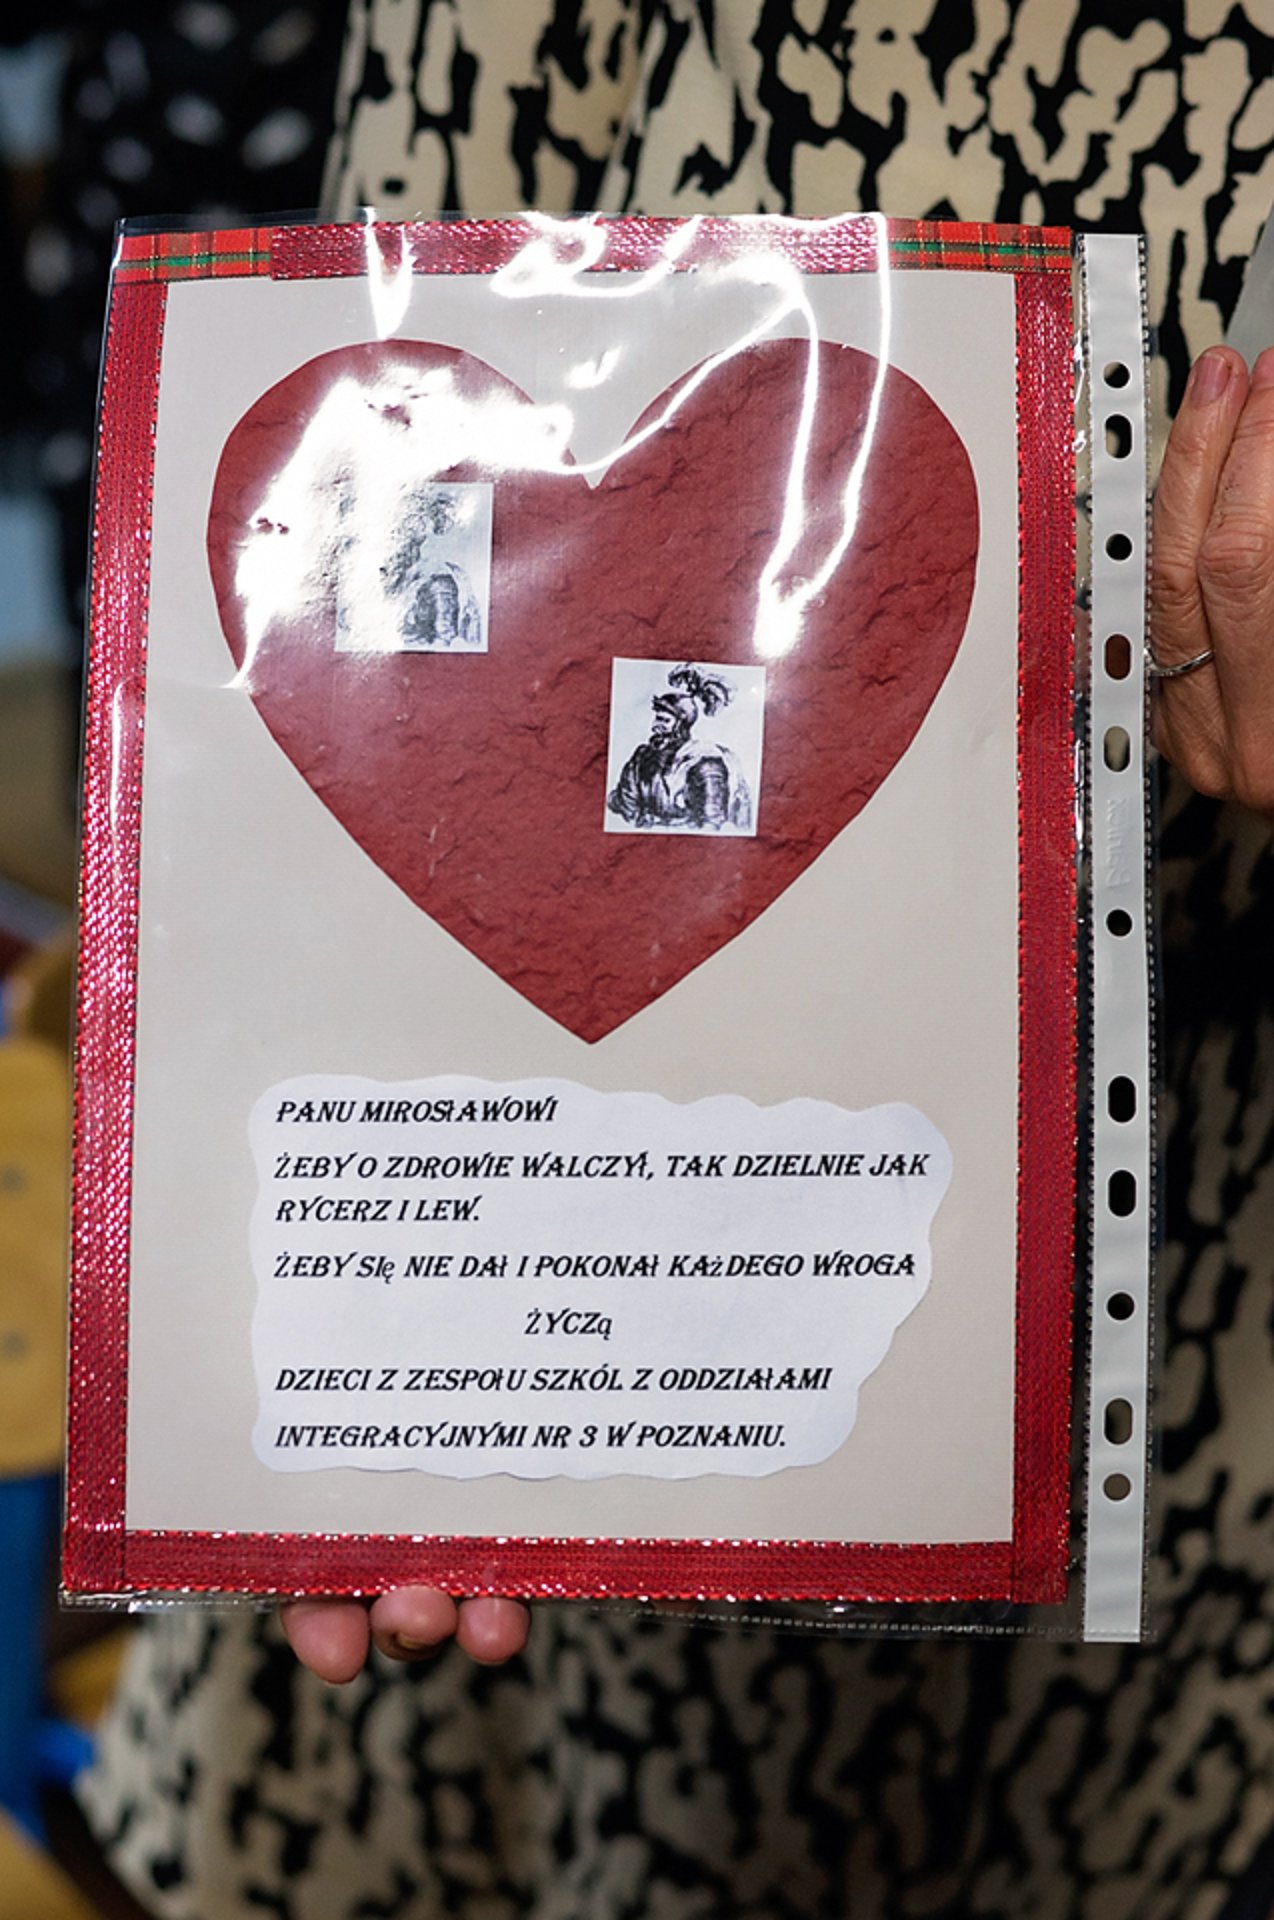 PANU MIROSłAWOWI
ŻEBY O ZDROWIE WALCZYł, TAK DZIELNIE JAK
RYCERZ I LEW.
ŻEBY SIę NIE DAł I POKONAł KAżDEGO WROGA
ŻYCZą
DZIECI Z ZESPOłU SZKÓL Z ODDZIAłAMI
INTEGRACYJNYMI NR 3 W POZNANIU.